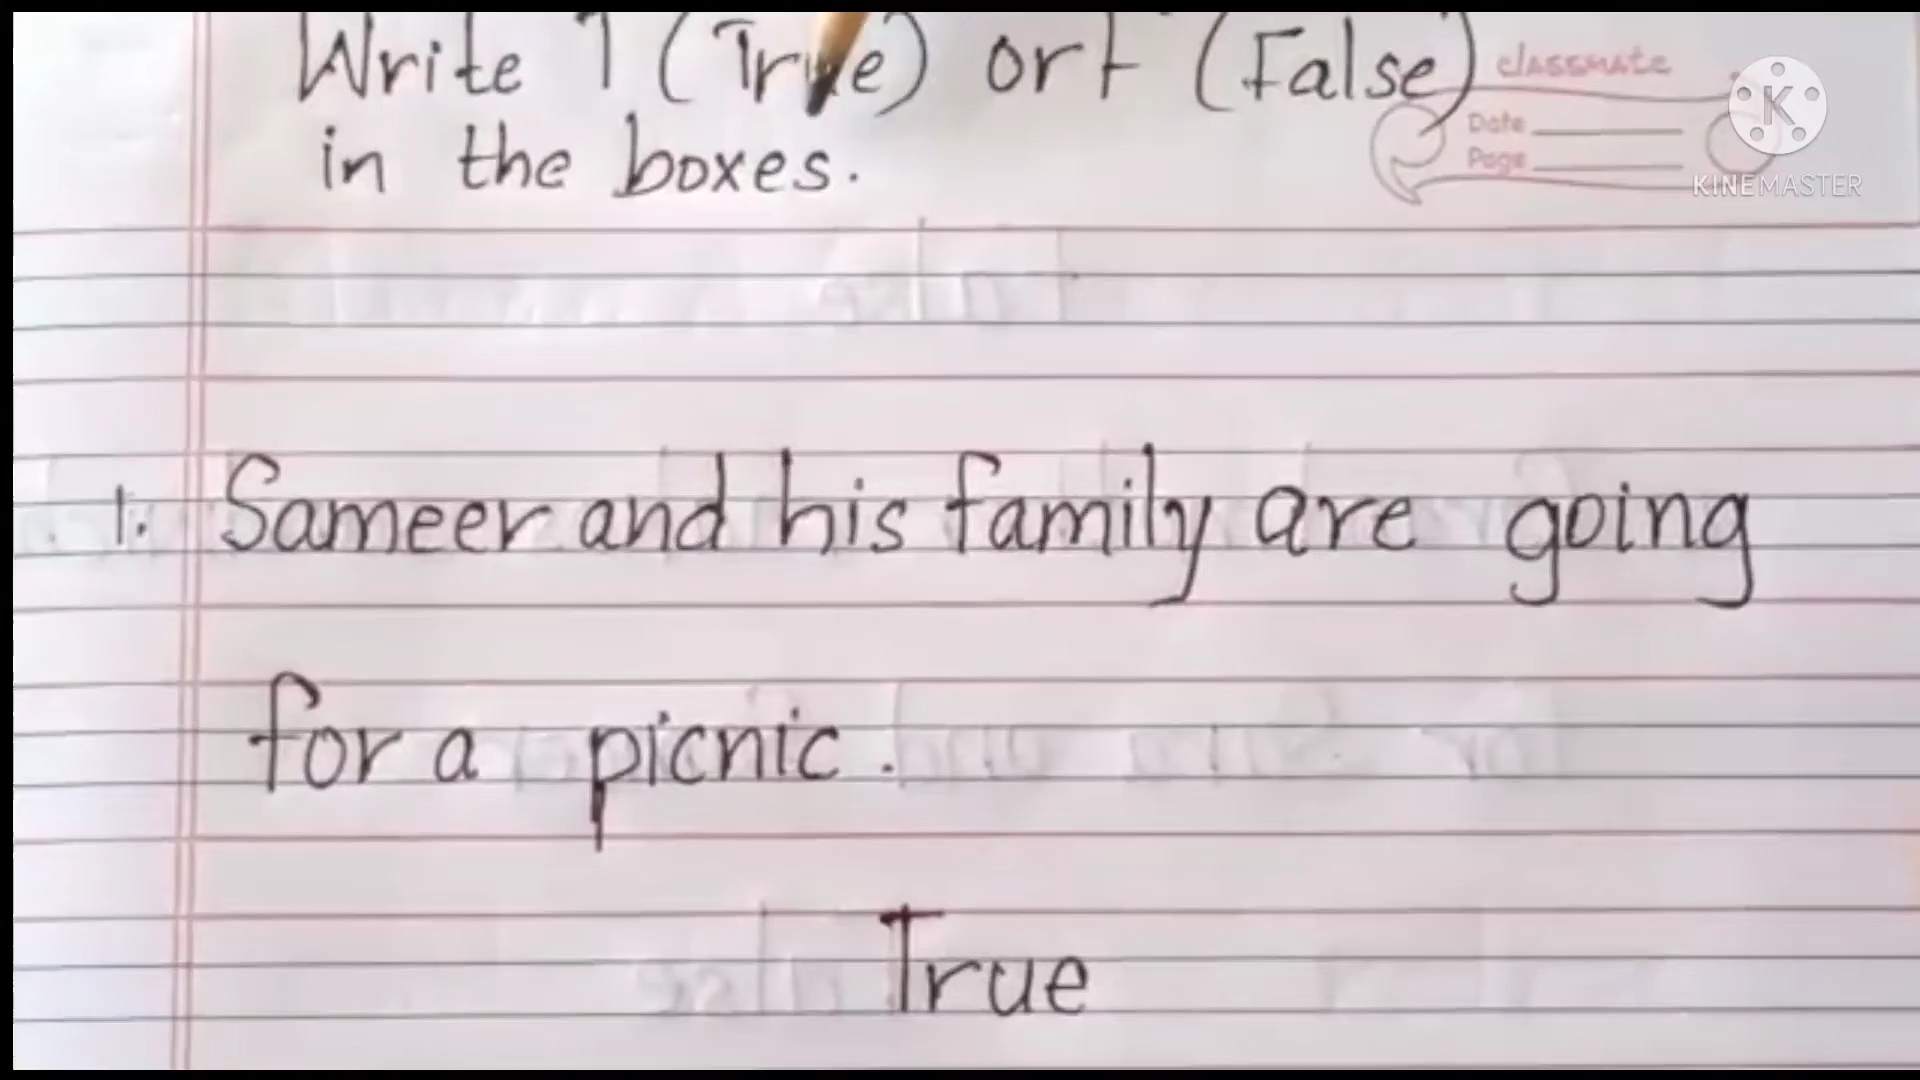 Write T (True) or F (False)
in the boxes.
classmate
Date
Page
KINEMASTER
1. Sameer and his family are going
for a picnic.
True